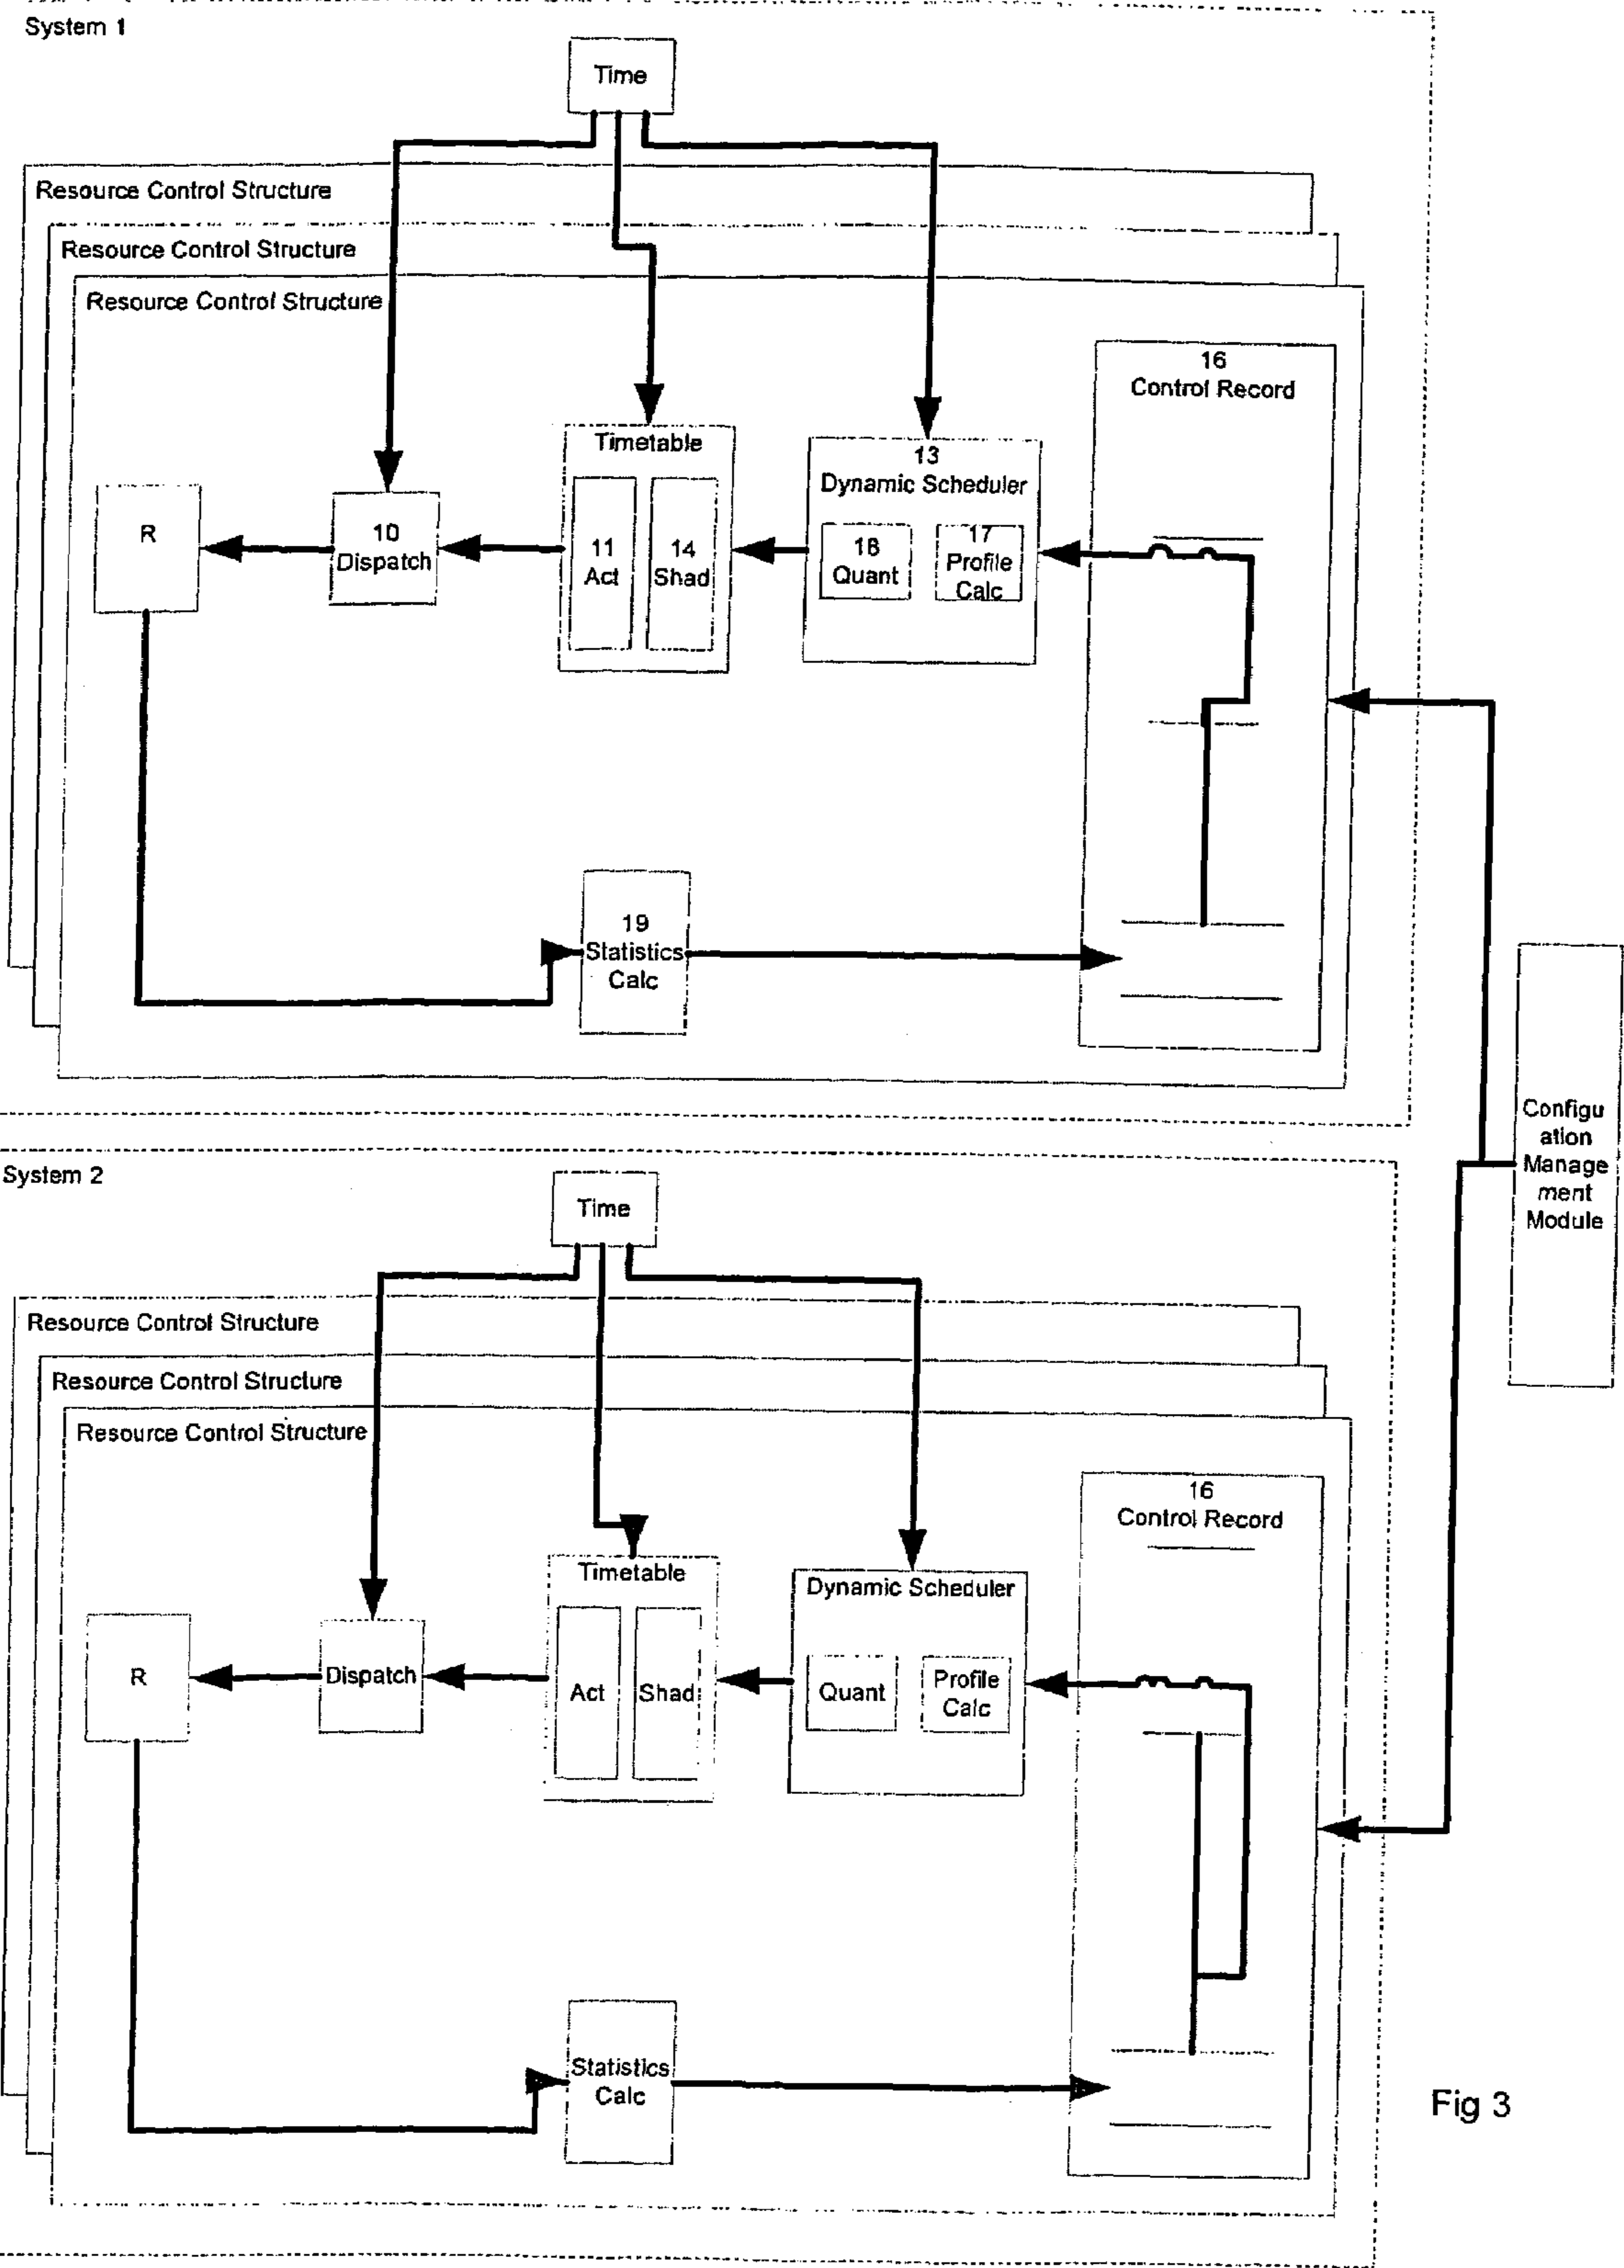 System 1
Time
Resource Control Structure
Resource Control Structure
Resource Control Structure
16
Control Record
Timetable
13
Dynamic Scheduler
R
10
Dispatch
11
Act
14
Shad
18
Quant
17
Profile
Calc
19
Statistics
Calc
Configu
ation
Manage
ment
Module
System 2
Time
Resource Control Structure
Resource Control Structure
Resource Control Structure
16
Control Record
Timetable
Dynamic Scheduler
R
Dispatch
Act
Shad
Quant
Profile
Calc
Statistics
Calc
Fig 3